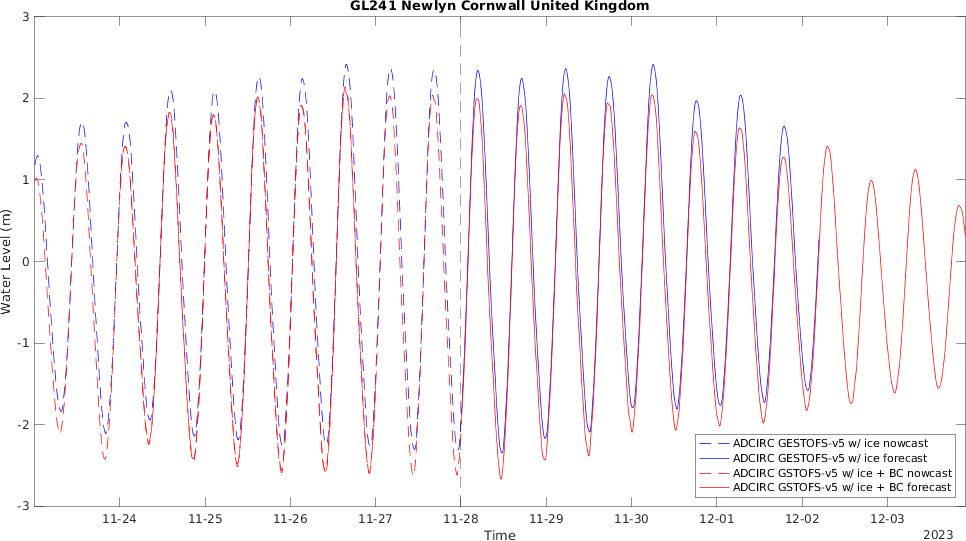 GL241 Newlyn Cornwall United Kingdom
3
2
1
0
-1
-2
-3
Water Level (m)
11-24
11-25
11-26
11-27
11-28
11-29
11-30
12-01
12-02
12-03
Time
2023
ADCIRC GESTOFS-v5 w/ ice nowcast
ADCIRC GESTOFS-v5 w/ ice forecast
ADCIRC GSTOFS-v5 w/ ice + BC nowcast
ADCIRC GSTOFS-v5 w/ ice + BC forecast